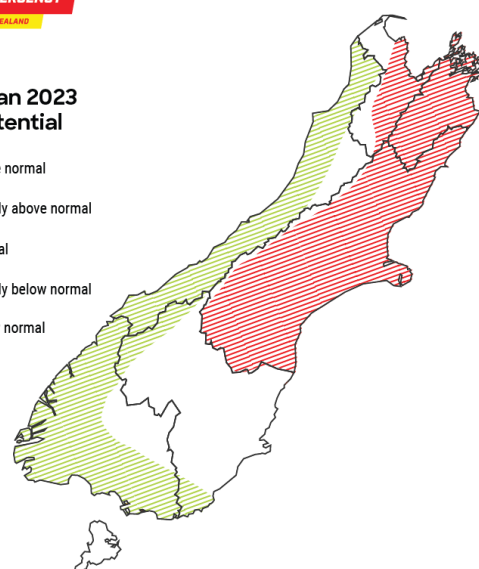 EALAND
an 2023
tential
normal
ly above normal
al
ly below normal
normal